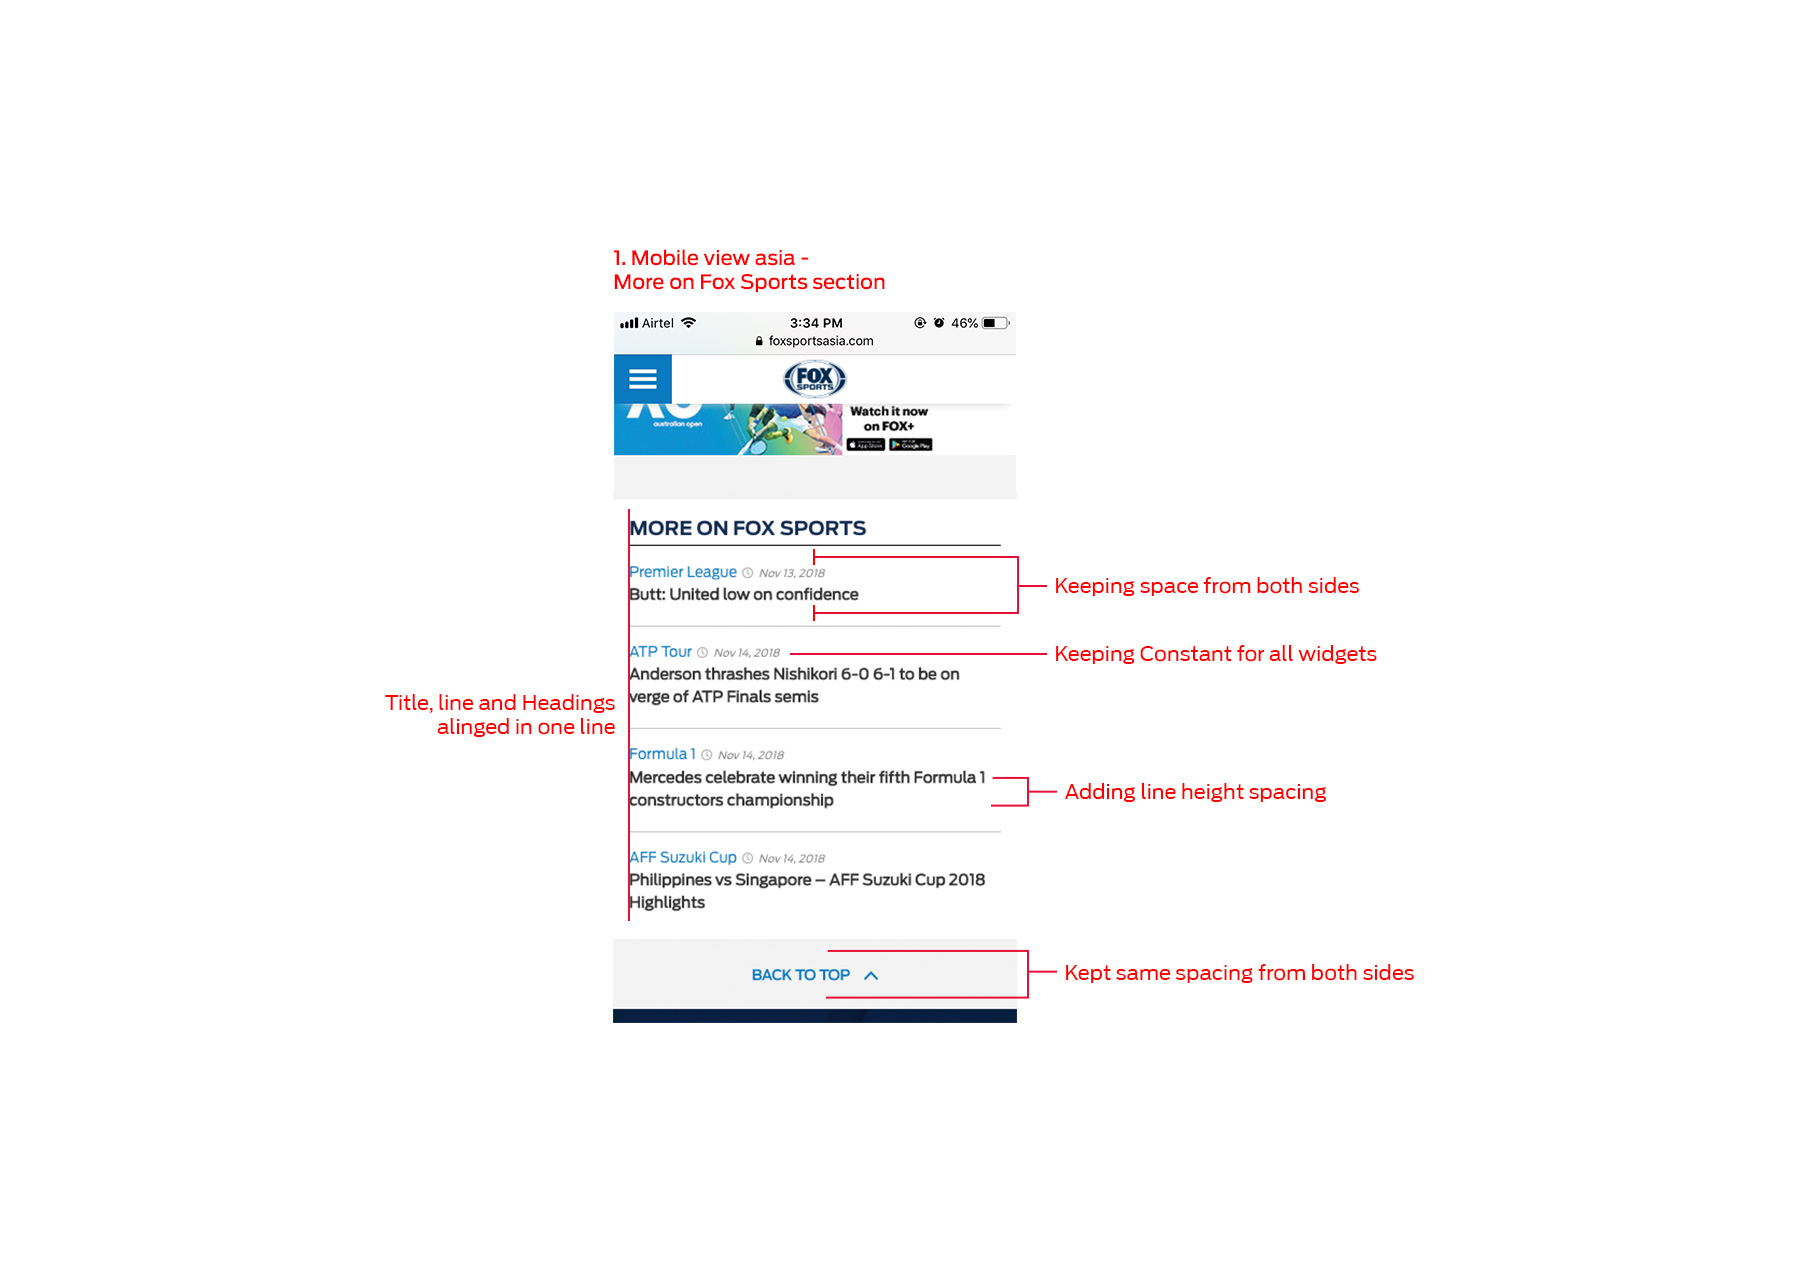 1. Mobile view asia -
More on Fox Sports section
Airtel
3:34 PM
46%
foxsportsasia.com
FOX
SPORTS
australian open
Watch it now
on FOX+
App Store
Google Play
MORE ON FOX SPORTS
Premier League Nov 13, 2018
Butt: United low on confidence
Keeping space from both sides
ATP Tour Nov 14, 2018
Keeping Constant for all widgets
Anderson thrashes Nishikori 6-0 6-1 to be on
verge of ATP Finals semis
Title, line and Headings
alinged in one line
Formula 1 Nov 14, 2018
Mercedes celebrate winning their fifth Formula 1
constructors championship
Adding line height spacing
AFF Suzuki Cup Nov 14, 2018
Philippines vs Singapore – AFF Suzuki Cup 2018
Highlights
BACK TO TOP
Kept same spacing from both sides